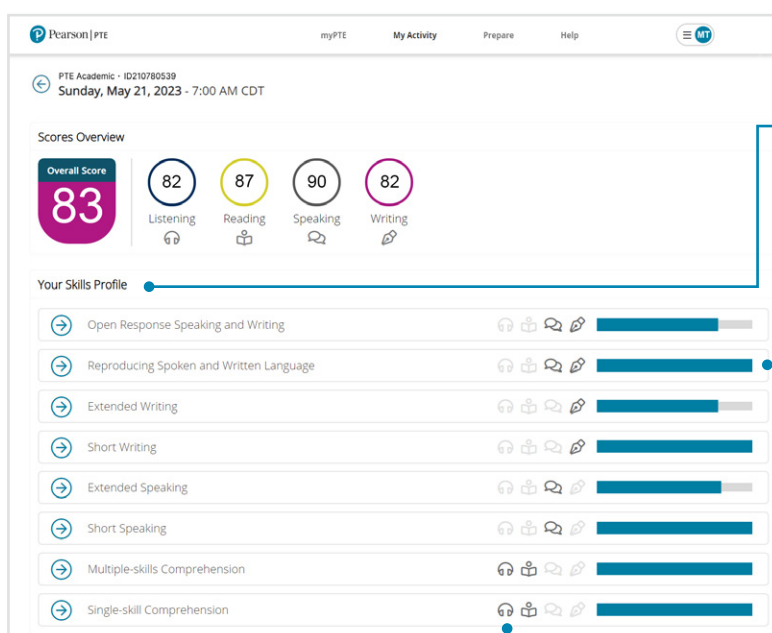 Pearson | PTE
myPTE
My Activity
Prepare
Help
MT
PTE Academic · ID210780539
Sunday, May 21, 2023 - 7:00 AM CDT
Scores Overview
Overall Score
83
82
87
90
82
Listening
Reading
Speaking
Writing
Your Skills Profile
Open Response Speaking and Writing
Reproducing Spoken and Written Language
Extended Writing
Short Writing
Extended Speaking
Short Speaking
Multiple-skills Comprehension
Single-skill Comprehension